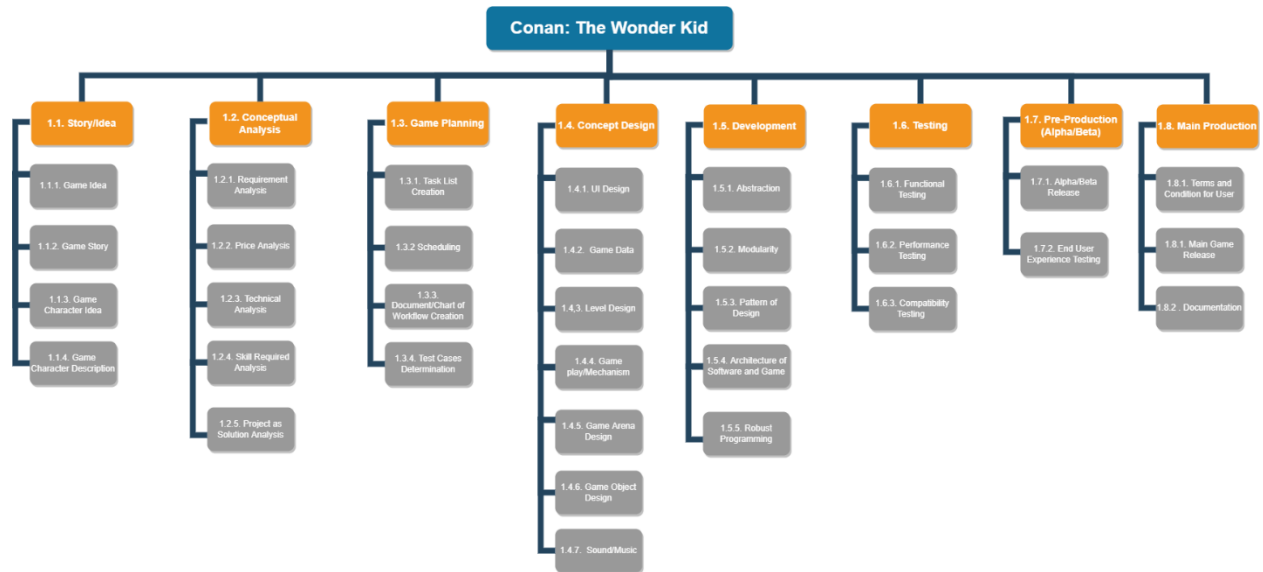 Conan: The Wonder Kid
1.1. Story/Idea
1.1.1. Game Idea
1.1.2. Game Story
1.1.3. Game
Character Idea
1.1.4. Game
Character Description
1.2. Conceptual
Analysis
1.2.1. Requirement
Analysis
1.2.2. Price Analysis
1.2.3. Technical
Analysis
1.2.4. Skill Required
Analysis
1.2.5. Project as
Solution Analysis
1.3. Game Planning
1.3.1. Task List
Creation
1.3.2 Scheduling
1.3.3.
Document/Chart of
Workflow Creation
1.3.4. Test Cases
Determination
1.4. Concept Design
1.4.1. UI Design
1.4.2. Game Data
1.4,3. Level Design
1.4.4. Game
play/Mechanism
1.4.5. Game Arena
Design
1.4.6. Game Object
Design
1.4.7. Sound/Music
1.5. Development
1.5.1. Abstraction
1.5.2. Modularity
1.5.3. Pattern of
Design
1.5.4. Architecture of
Software and Game
1.5.5. Robust
Programming
1.6. Testing
1.6.1. Functional
Testing
1.6.2. Performance
Testing
1.6.3. Compatibility
Testing
1.7. Pre-Production
(Alpha/Beta)
1.7.1. Alpha/Beta
Release
1.7.2. End User
Experience Testing
1.8. Main Production
1.8.1. Terms and
Condition for User
1.8.1. Main Game
Release
1.8.2 . Documentation